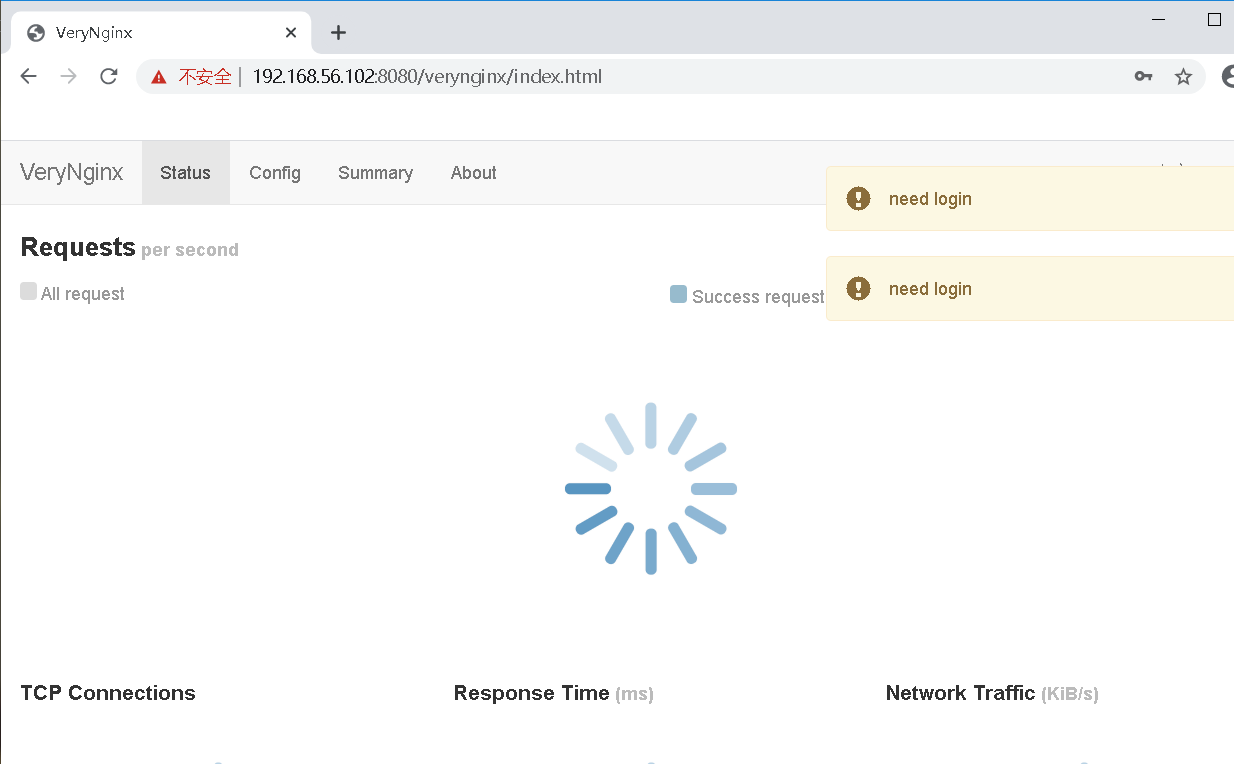 VeryNginx
不安全 | 192.168.56.102:8080/verynginx/index.html
VeryNginx Status Config Summary About
need login
Requests per second
need login
All request Success request
TCP Connections Response Time (ms) Network Traffic (KiB/s)